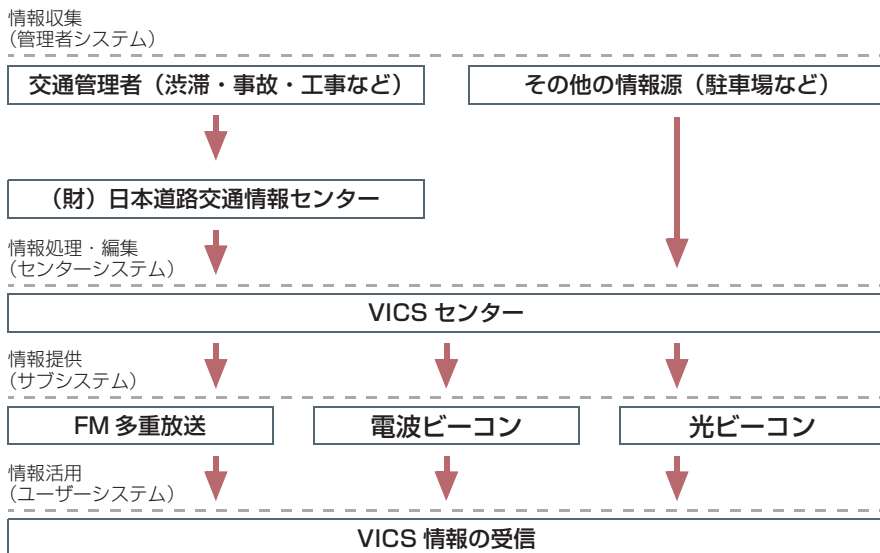 情報収集
（管理者システム）
交通管理者（渋滞・事故・工事など）
その他の情報源（駐車場など）
（財）日本道路交通情報センター
情報処理・編集
（センターシステム）
VICS センター
情報提供
（サブシステム）
FM 多重放送
電波ビーコン
光ビーコン
情報活用
（ユーザーシステム）
VICS 情報の受信